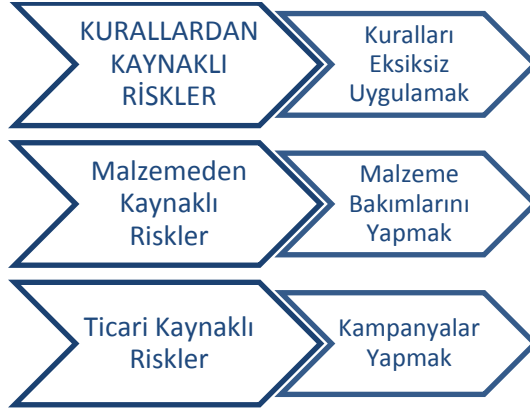 KURALLARDAN
KAYNAKLI
RİSKLER
Kuralları
Eksiksiz
Uygulamak
Malzemeden
Kaynaklı
Riskler
Malzeme
Bakımlarını
Yapmak
Ticari Kaynaklı
Riskler
Kampanyalar
Yapmak